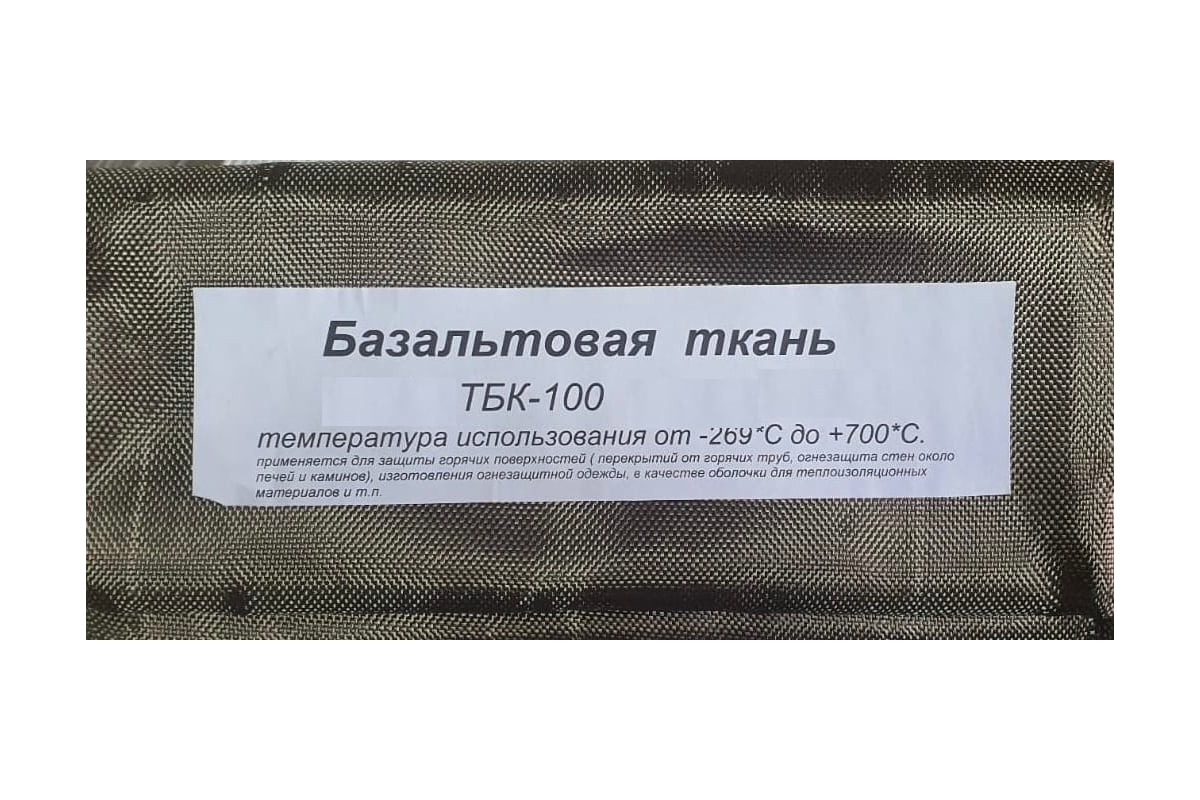 Базальтовая ткань
ТБК-100
температура использования от -269*С до +700*С.
применяется для защиты горячих поверхностей ( перекрытий от горячих труб, огнезащита стен около
печей и каминов), изготовления огнезащитной одежды, в качестве оболочки для теплоизоляционных
материалов и т.п.